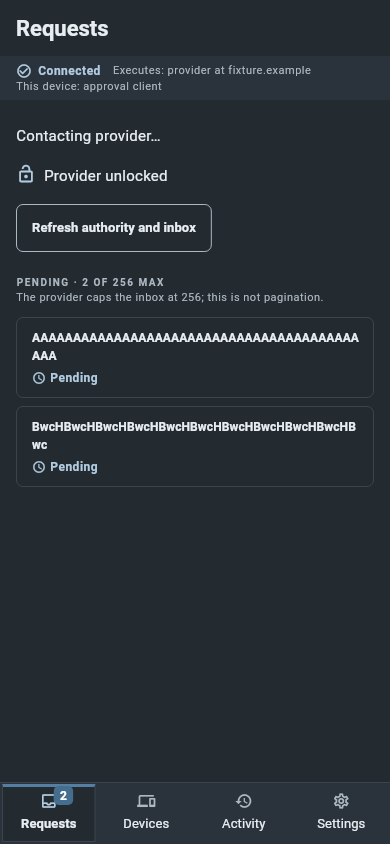 Requests
Connected Executes: provider at fixture.example
This device: approval client
Contacting provider…
Provider unlocked
Refresh authority and inbox
PENDING · 2 OF 256 MAX
The provider caps the inbox at 256; this is not pagination.
AAAAAAAAAAAAAAAAAAAAAAAAAAAAAAAAAAAAAAAA
AAA
Pending
BwcHBwcHBwcHBwcHBwcHBwcHBwcHBwcHBwcHBwcHB
wc
Pending
2
Requests Devices Activity Settings